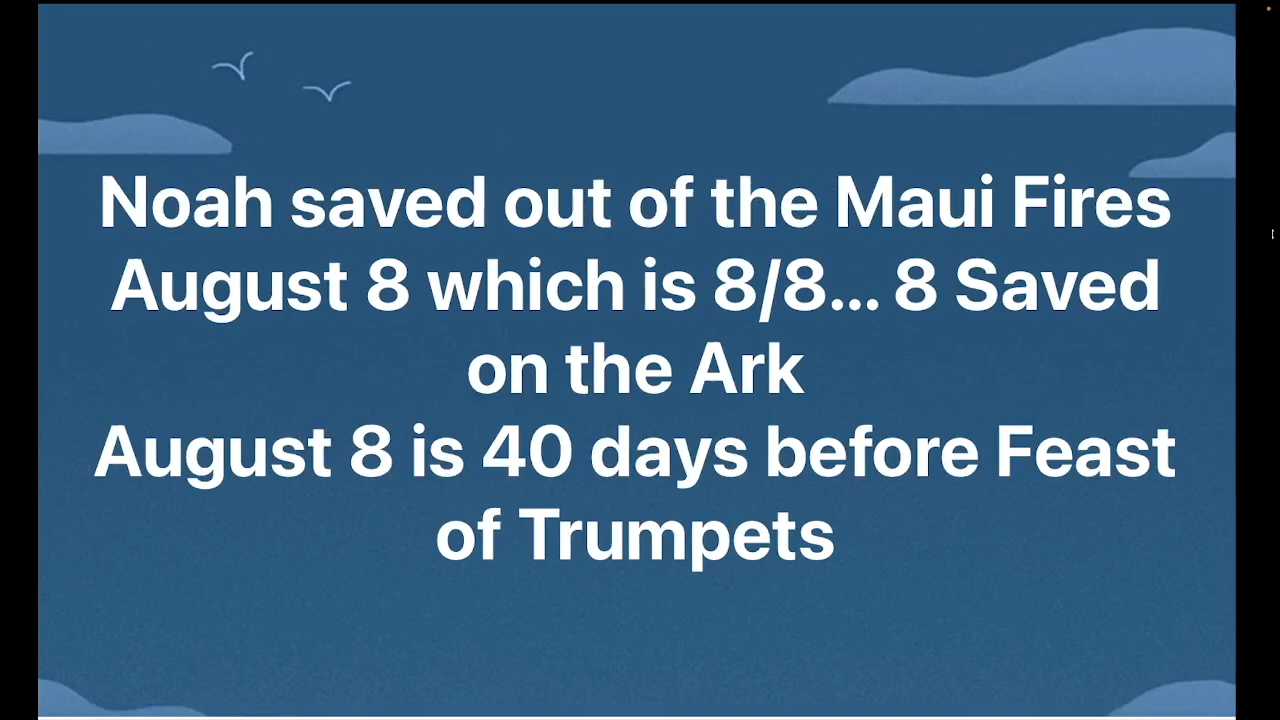 Noah saved out of the Maui Fires
August 8 which is 8/8... 8 Saved
on the Ark
August 8 is 40 days before Feast
of Trumpets